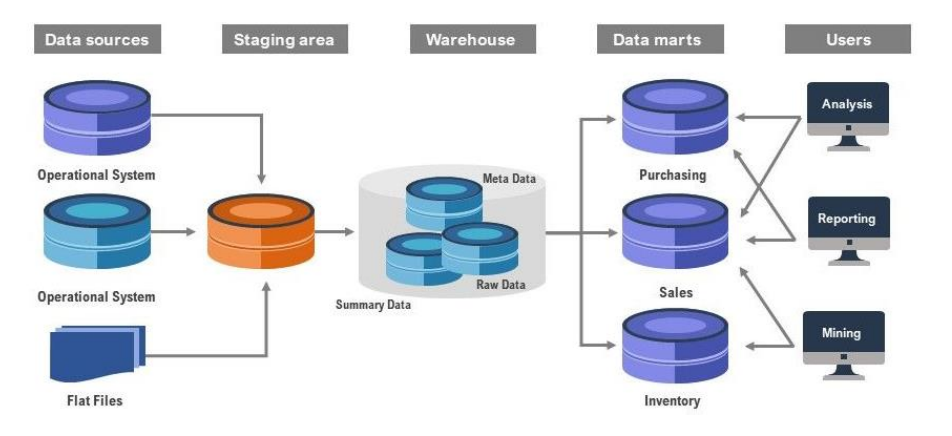 Data sources
Staging area
Warehouse
Data marts
Users
Operational System
Operational System
Flat Files
Meta Data
Summary Data
Raw Data
Purchasing
Sales
Inventory
Analysis
Reporting
Mining